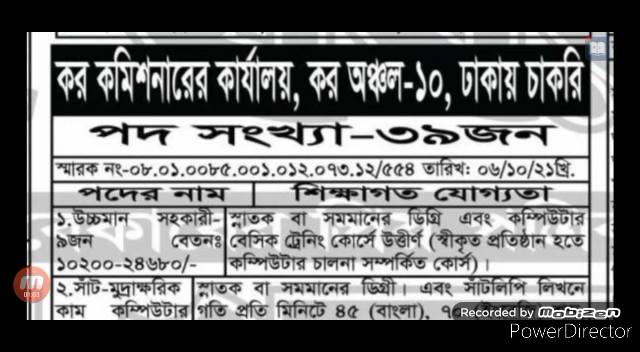 কর কমিশনারের কার্যালয়, কর অঞ্চল-১০, ঢাকায় চাকরি
পদ সংখ্যা-৩৯জন
স্মারক নং-০৮.০১.০০৮৫.০০১.০১২.০৭৩.১২/৫৫৪ তারিখ: ০৬/১০/২১খ্রি.
পদের নাম
শিক্ষাগত যোগ্যতা
১.উচ্চমান সহকারী-
৯জন বেতনঃ
১০২০০-২৪৬৮০/-
স্নাতক বা সমমানের ডিগ্রি এবং কম্পিউটার
বেসিক ট্রেনিং কোর্সে উত্তীর্ণ (স্বীকৃত প্রতিষ্ঠান হতে
কম্পিউটার চালনা সম্পর্কিত কোর্স)।
২.সাঁট-মুদ্রাক্ষরিক
কাম কম্পিউটার
স্নাতক বা সমমানের ডিগ্রী। এবং সাঁটলিপি লিখনে
গতি প্রতি মিনিটে ৪৫ (বাংলা),
03:03
Recorded by Mobizen
PowerDirector